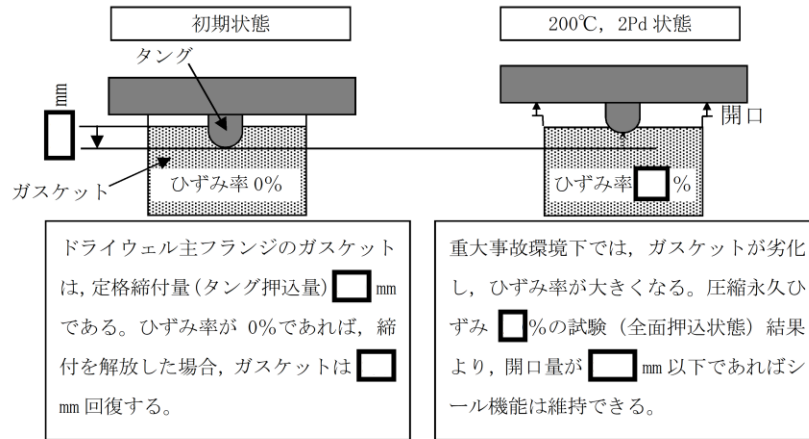 初期状態
200℃, 2Pd 状態
タング
mm
開口
ガスケット
ひずみ率 0%
ひずみ率 %
ドライウェル主フランジのガスケット
は,定格締付量(タング押込量) mm
である。ひずみ率が 0%であれば,締
付を解放した場合,ガスケットは
mm 回復する。
重大事故環境下では,ガスケットが劣化
し,ひずみ率が大きくなる。圧縮永久ひ
ずみ %の試験(全面押込状態)結果
より,開口量が mm 以下であればシ
ール機能は維持できる。